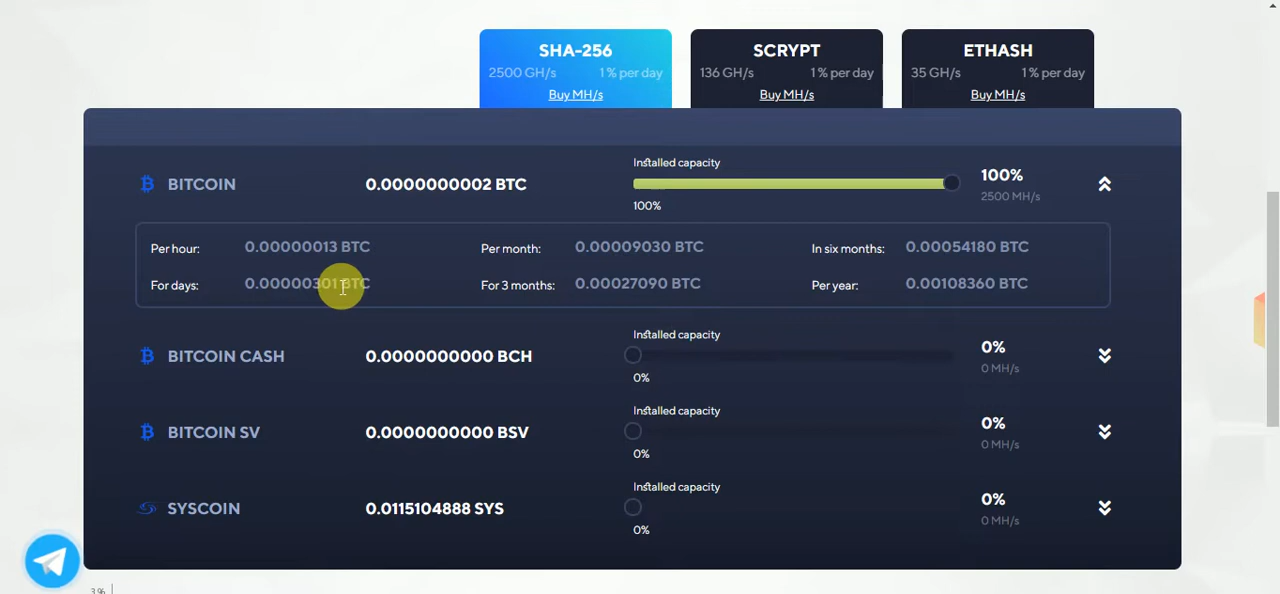 SHA-256
2500 GH/s 1 % per day
Buy MH/s
SCRYPT
136 GH/s 1 % per day
Buy MH/s
ETHASH
35 GH/s 1 % per day
Buy MH/s
BITCOIN 0.0000000002 BTC
Installed capacity
100%
100%
2500 MH/s
Per hour: 0.00000013 BTC
Per month: 0.00009030 BTC
In six months: 0.00054180 BTC
For days: 0.00000301 BTC
For 3 months: 0.00027090 BTC
Per year: 0.00108360 BTC
BITCOIN CASH 0.0000000000 BCH
Installed capacity
0%
0%
0 MH/s
BITCOIN SV 0.0000000000 BSV
Installed capacity
0%
0%
0 MH/s
SYSCOIN 0.0115104888 SYS
Installed capacity
0%
0%
0 MH/s
3 %